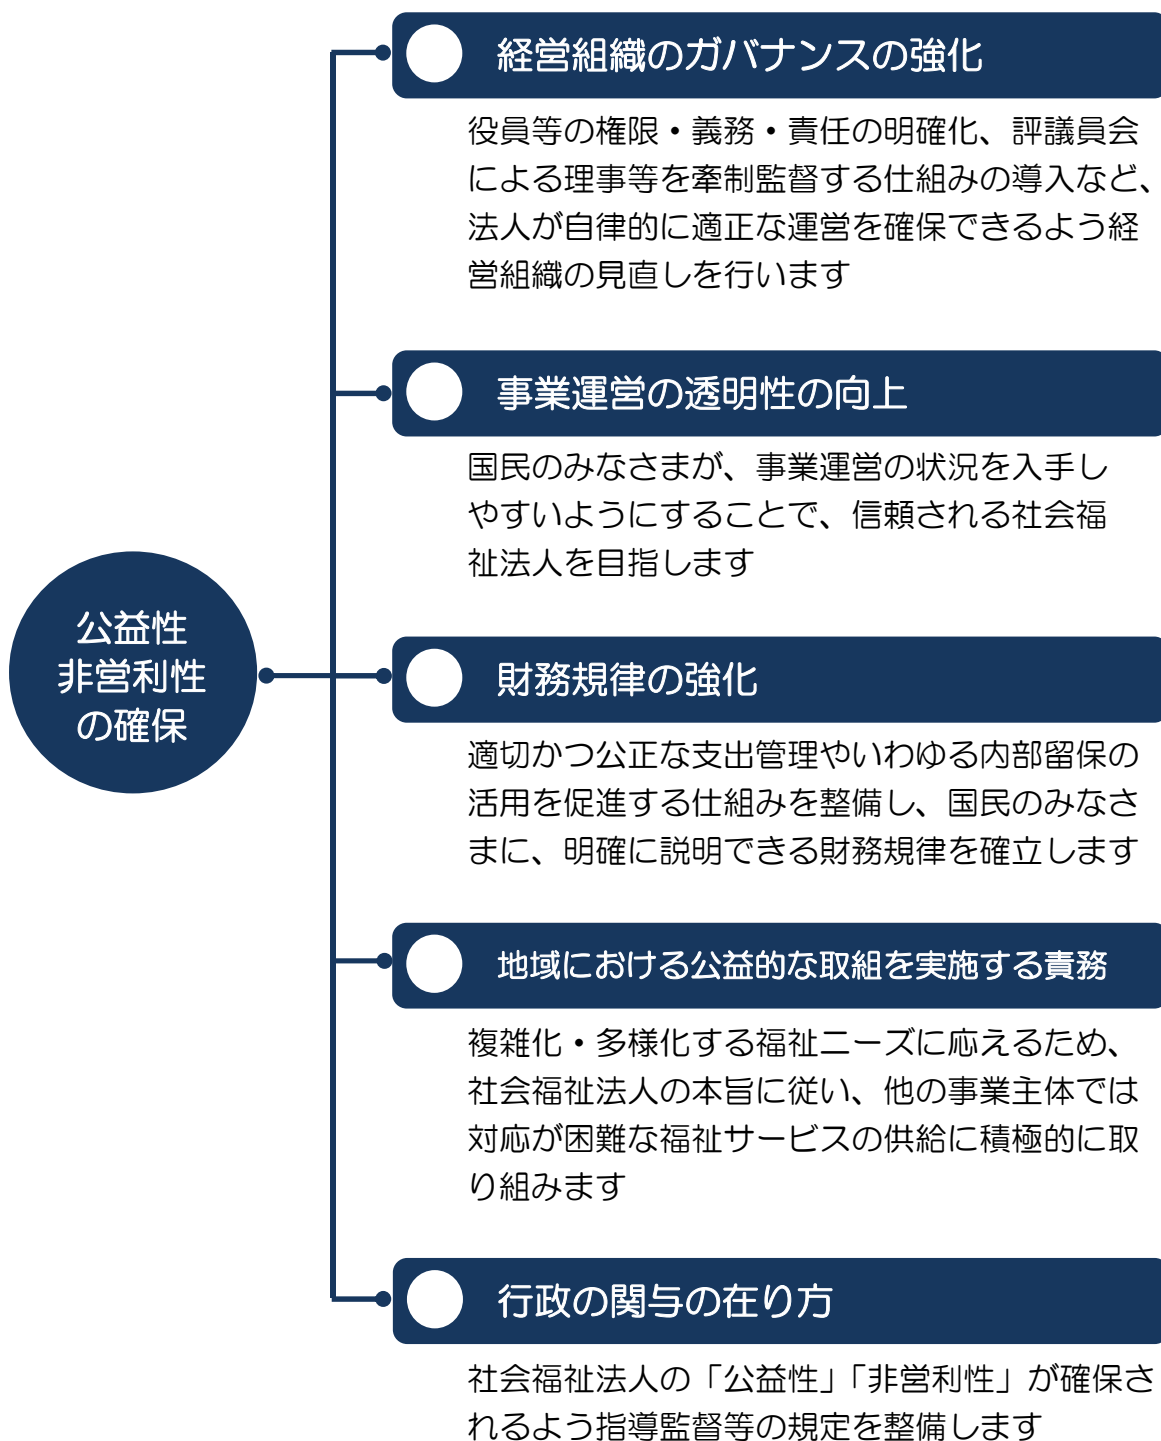 経営組織のガバナンスの強化
役員等の権限・義務・責任の明確化、評議員会
による理事等を牽制監督する仕組みの導入など、
法人が自律的に適正な運営を確保できるよう経
営組織の見直しを行います
事業運営の透明性の向上
国民のみなさまが、事業運営の状況を入手し
やすいようにすることで、信頼される社会福
祉法人を目指します
公益性
非営利性
の確保
財務規律の強化
適切かつ公正な支出管理やいわゆる内部留保の
活用を促進する仕組みを整備し、国民のみなさ
まに、明確に説明できる財務規律を確立します
地域における公益的な取組を実施する責務
複雑化・多様化する福祉ニーズに応えるため、
社会福祉法人の本旨に従い、他の事業主体では
対応が困難な福祉サービスの供給に積極的に取
り組みます
行政の関与の在り方
社会福祉法人の「公益性」「非営利性」が確保さ
れるよう指導監督等の規定を整備します